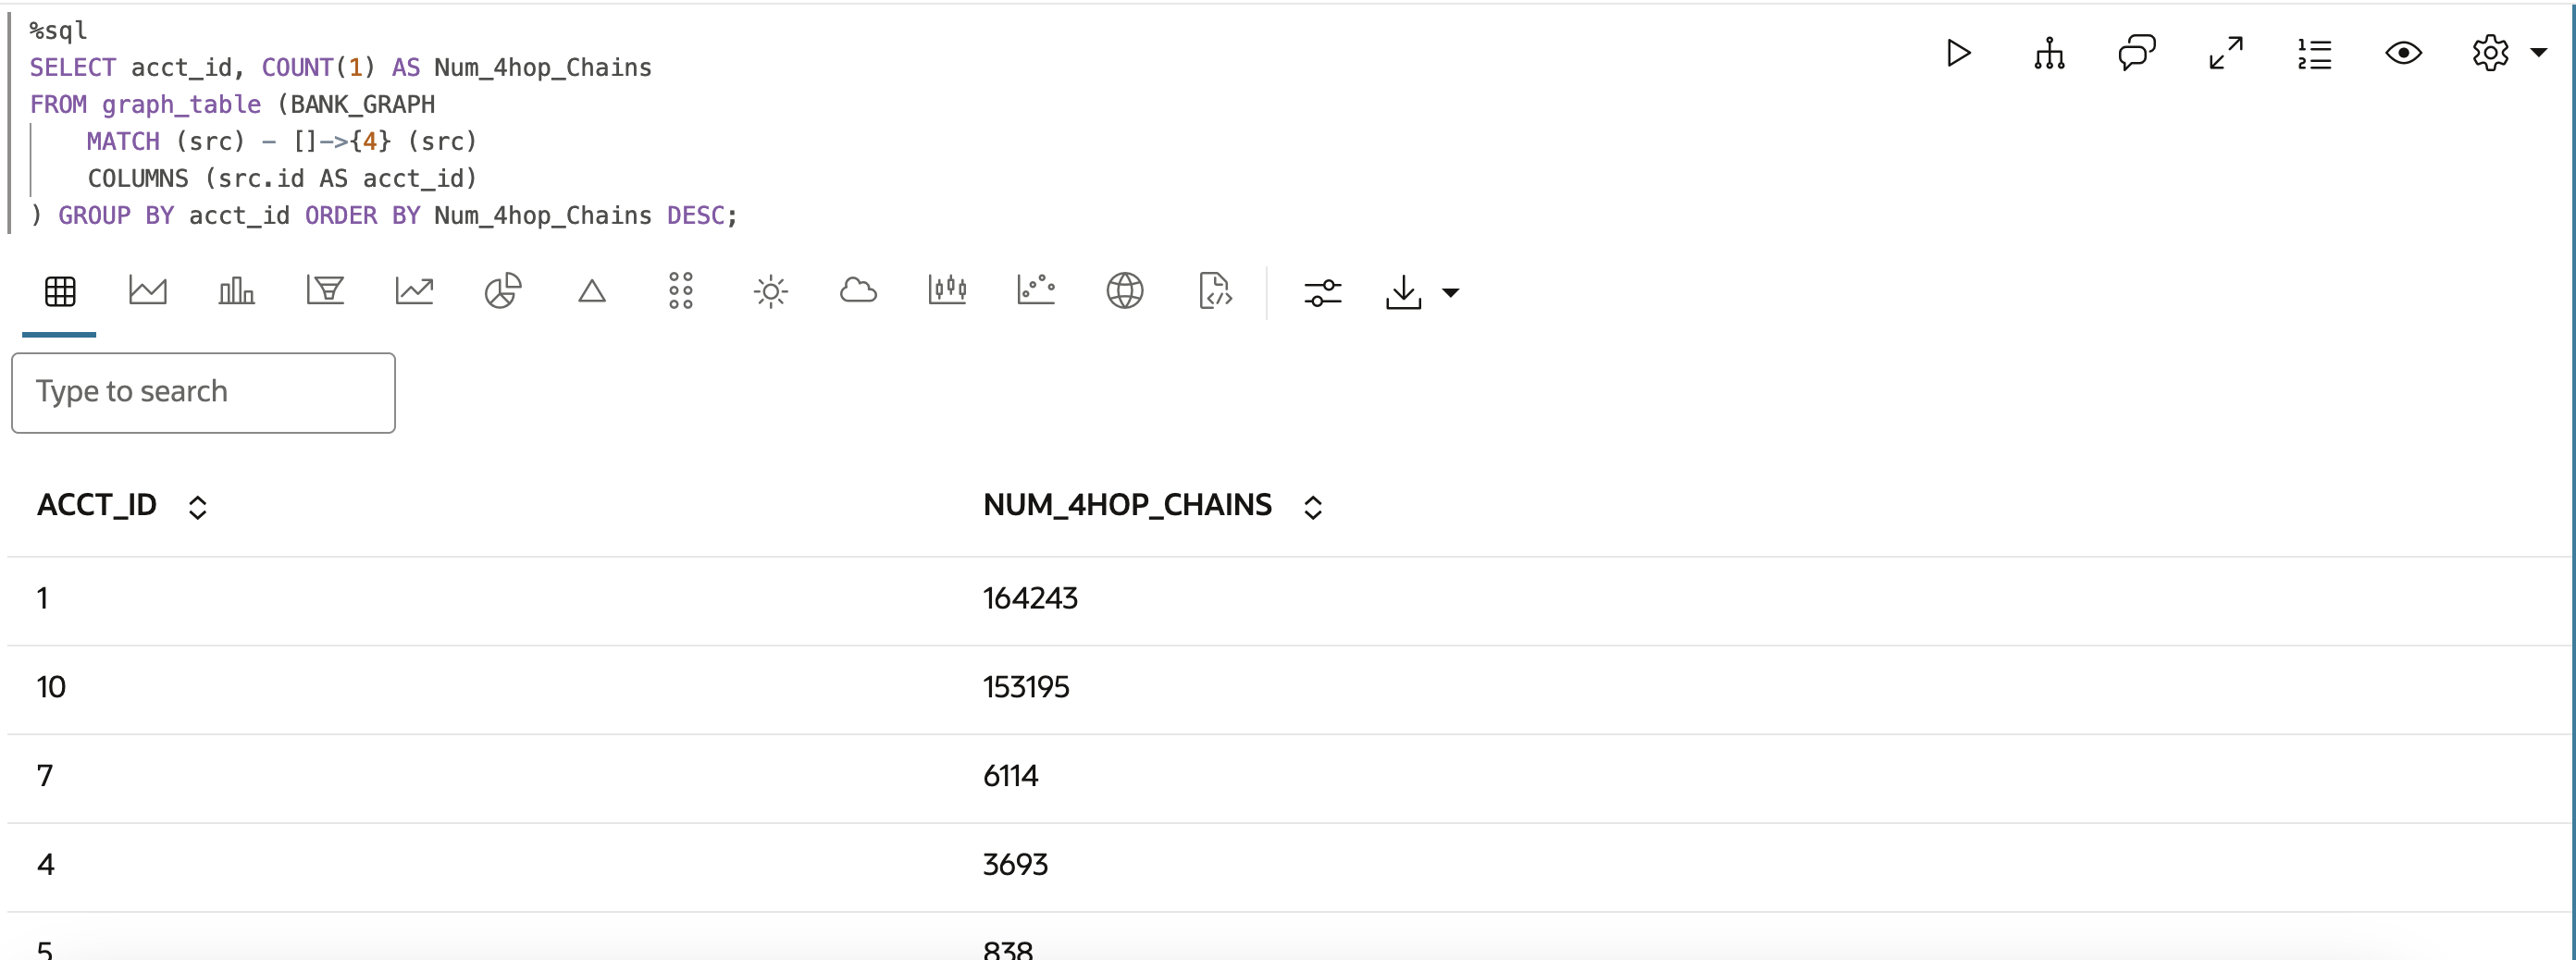 %sql
SELECT acct_id, COUNT(1) AS Num_4hop_Chains
FROM graph_table (BANK_GRAPH
MATCH (src) - []->{4} (src)
COLUMNS (src.id AS acct_id)
) GROUP BY acct_id ORDER BY Num_4hop_Chains DESC;
Type to search
ACCT_ID NUM_4HOP_CHAINS
1 164243
10 153195
7 6114
4 3693
5 838